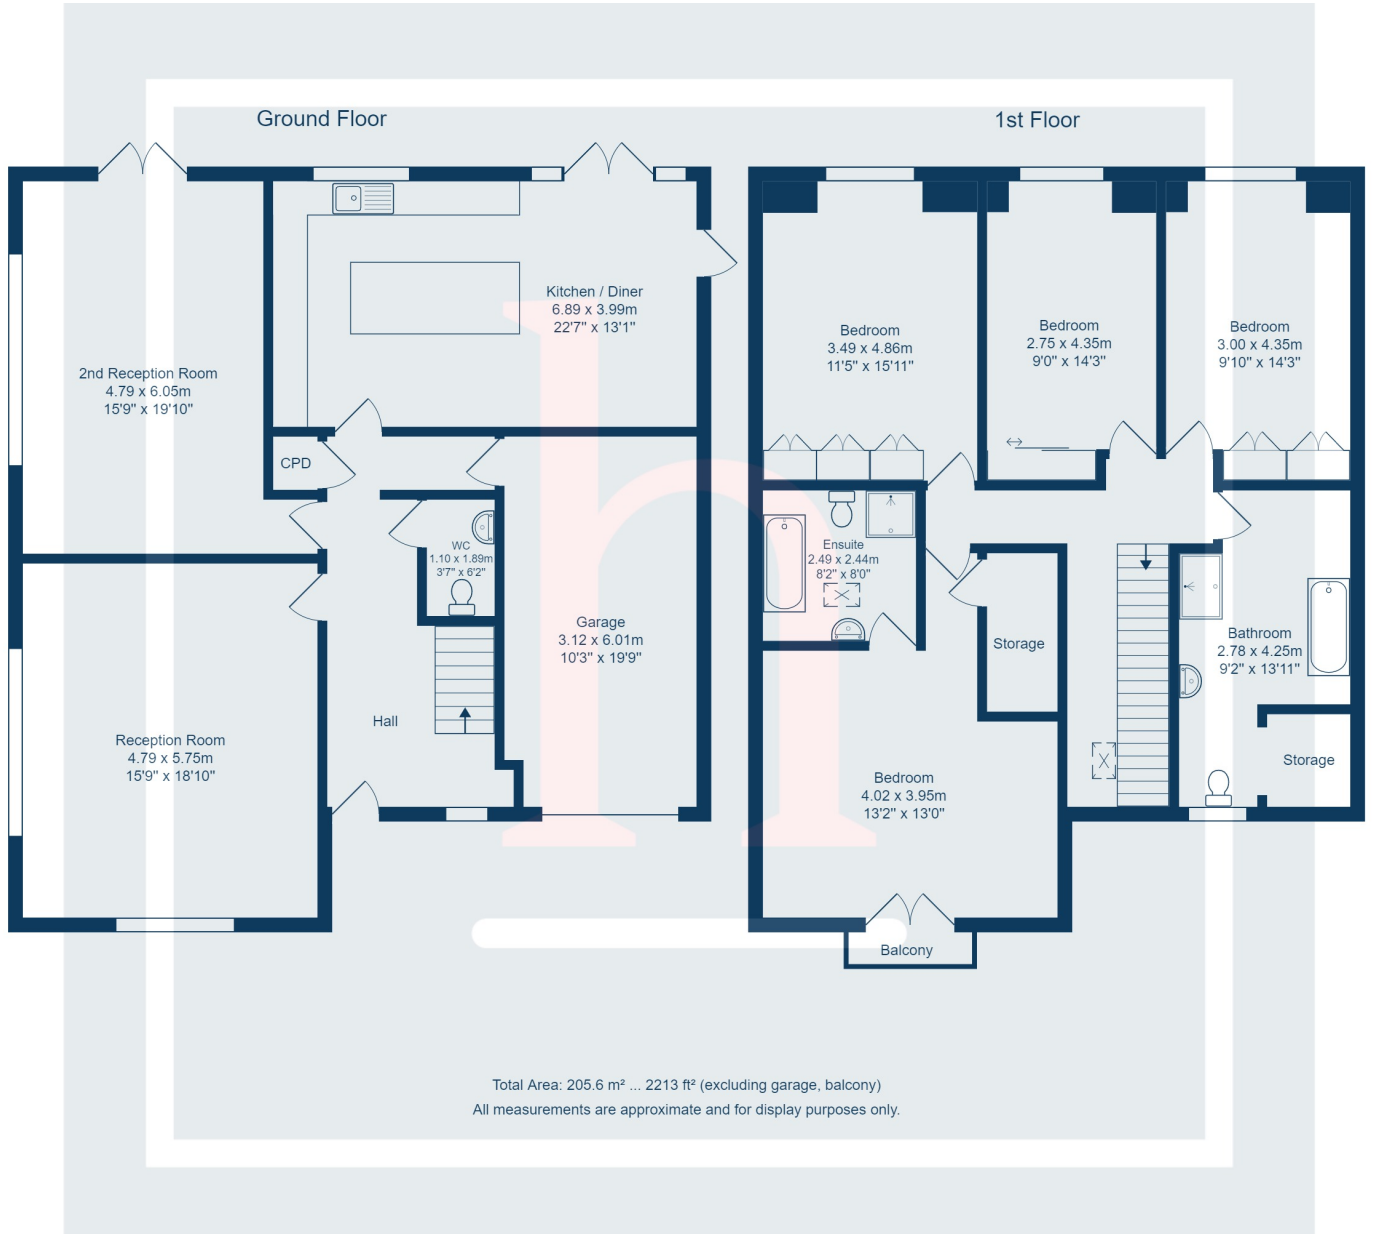 Ground Floor
1st Floor
Kitchen / Diner
6.89 x 3.99m
22'7" x 13'1"
2nd Reception Room
4.79 x 6.05m
15'9" x 19'10"
CPD
WC
1.10 x 1.89m
3'7" x 6'2"
Garage
3.12 x 6.01m
10'3" x 19'9"
Hall
Reception Room
4.79 x 5.75m
15'9" x 18'10"
Bedroom
3.49 x 4.86m
11'5" x 15'11"
Bedroom
2.75 x 4.35m
9'0" x 14'3"
Bedroom
3.00 x 4.35m
9'10" x 14'3"
Ensuite
2.49 x 2.44m
8'2" x 8'0"
Storage
Bathroom
2.78 x 4.25m
9'2" x 13'11"
Storage
Bedroom
4.02 x 3.95m
13'2" x 13'0"
Balcony
Total Area: 205.6 m² ... 2213 ft² (excluding garage, balcony)
All measurements are approximate and for display purposes only.
h